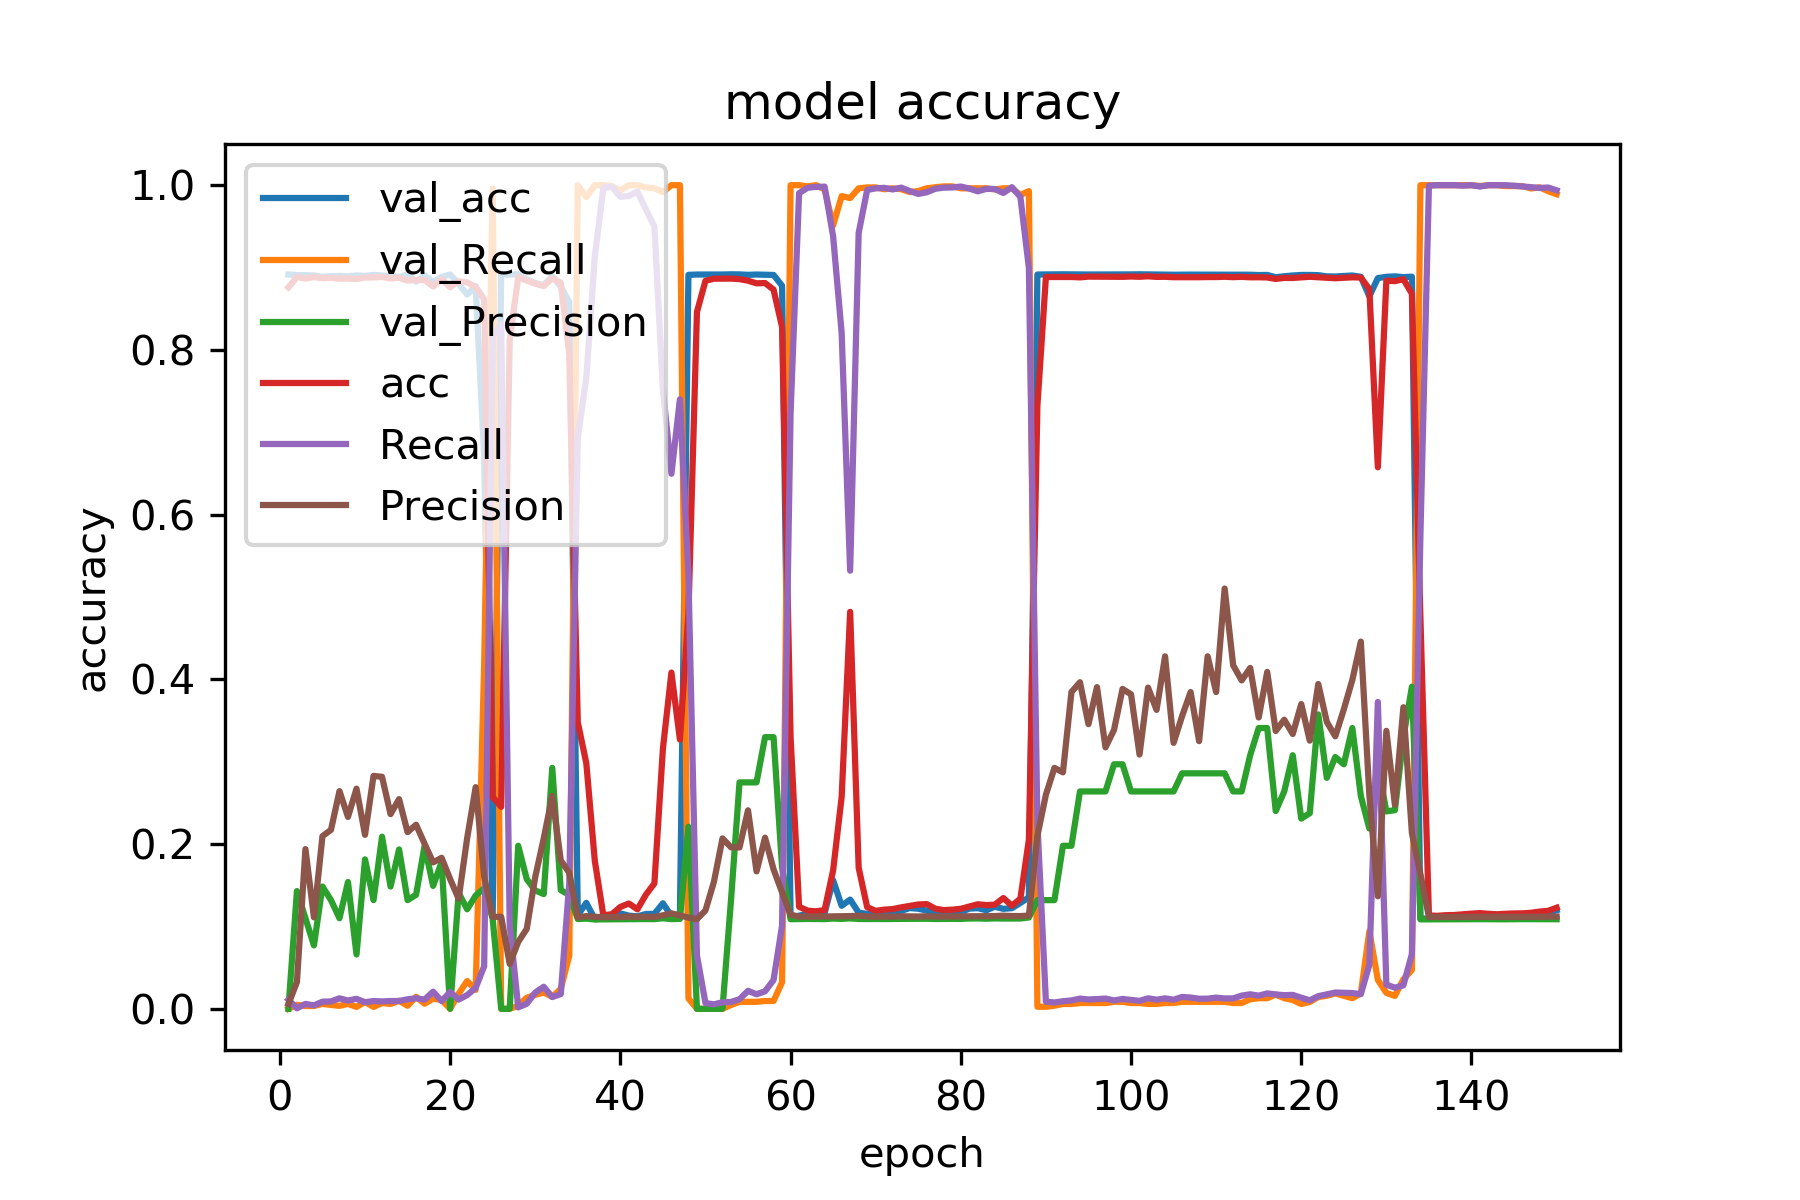 model accuracy
val_acc
val_Recall
val_Precision
acc
Recall
Precision
1.0
0.8
0.6
0.4
0.2
0.0
accuracy
0 20 40 60 80 100 120 140
epoch